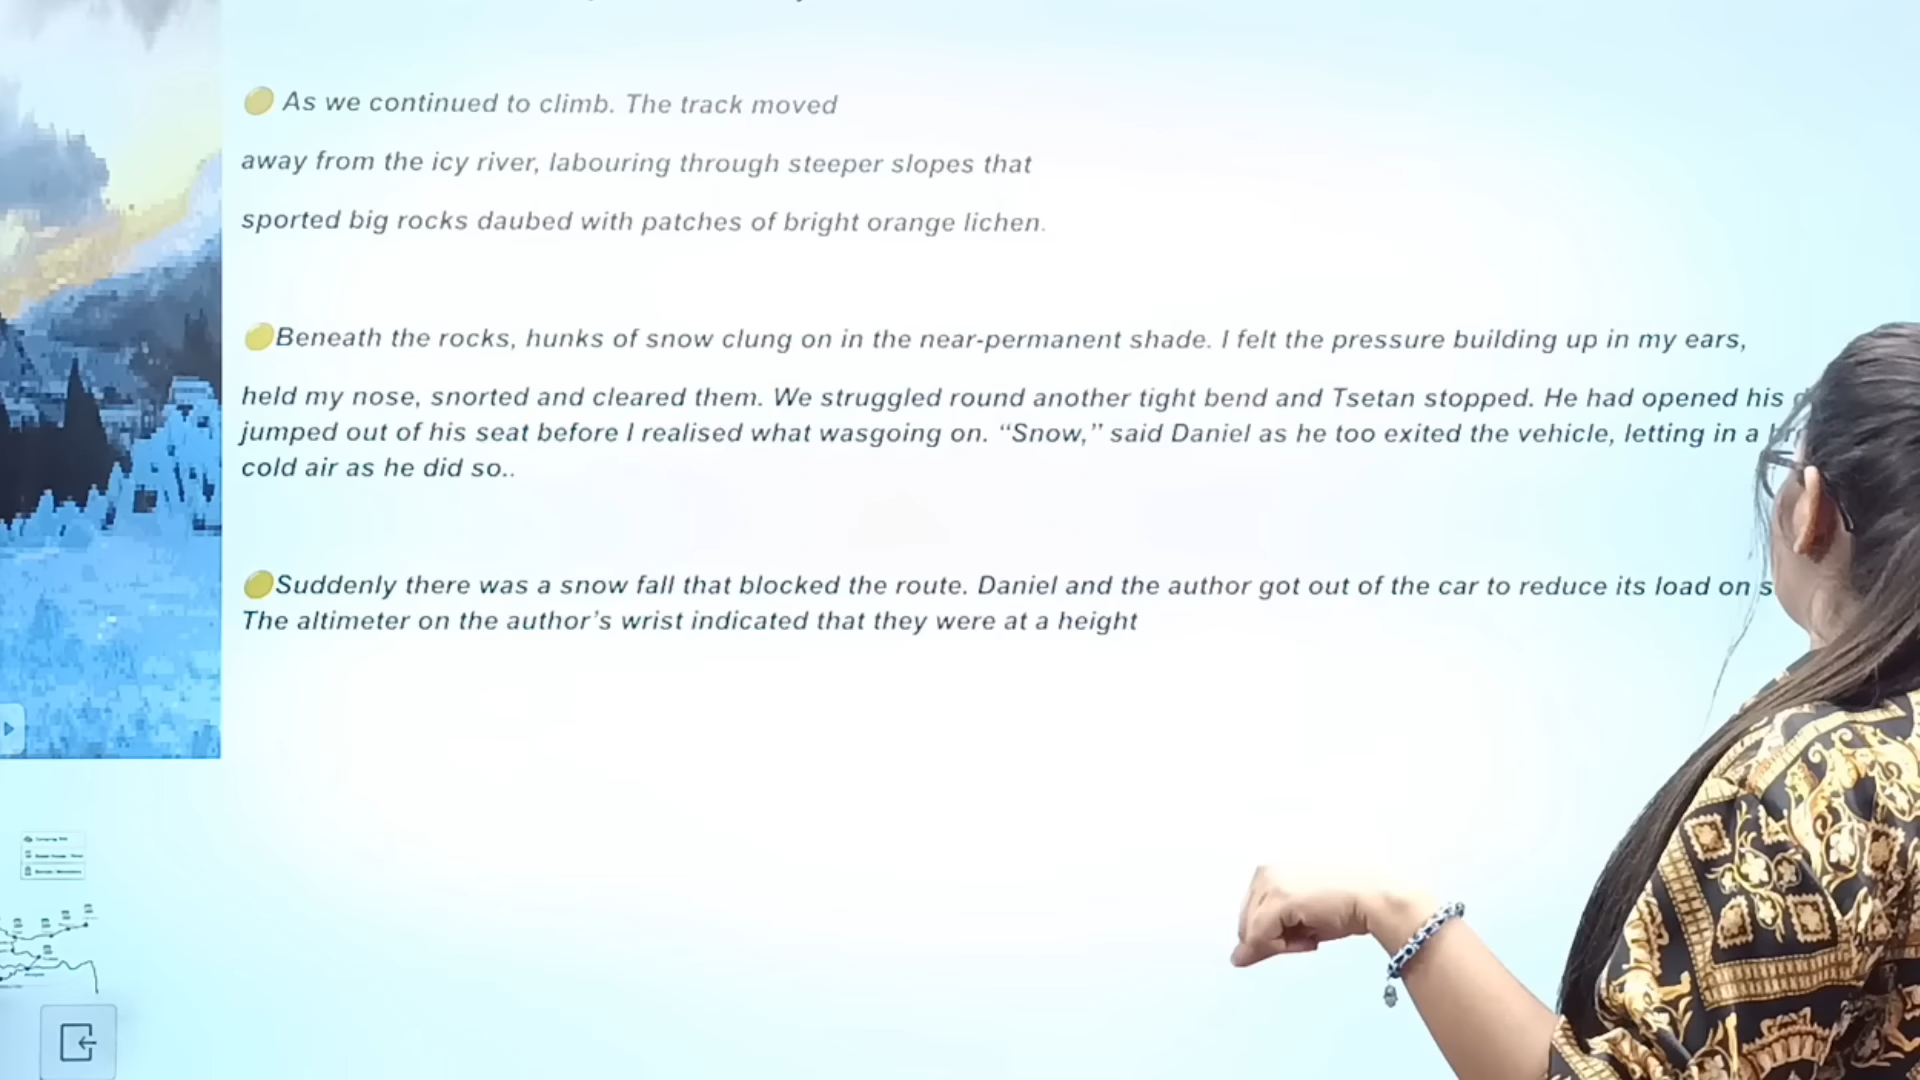 As we continued to climb. The track moved
away from the icy river, labouring through steeper slopes that
sported big rocks daubed with patches of bright orange lichen.
Beneath the rocks, hunks of snow clung on in the near-permanent shade. I felt the pressure building up in my ears,
held my nose, snorted and cleared them. We struggled round another tight bend and Tsetan stopped. He had opened his
jumped out of his seat before I realised what wasgoing on. “Snow,” said Daniel as he too exited the vehicle, letting in a
cold air as he did so..
Suddenly there was a snow fall that blocked the route. Daniel and the author got out of the car to reduce its load on
The altimeter on the author’s wrist indicated that they were at a height